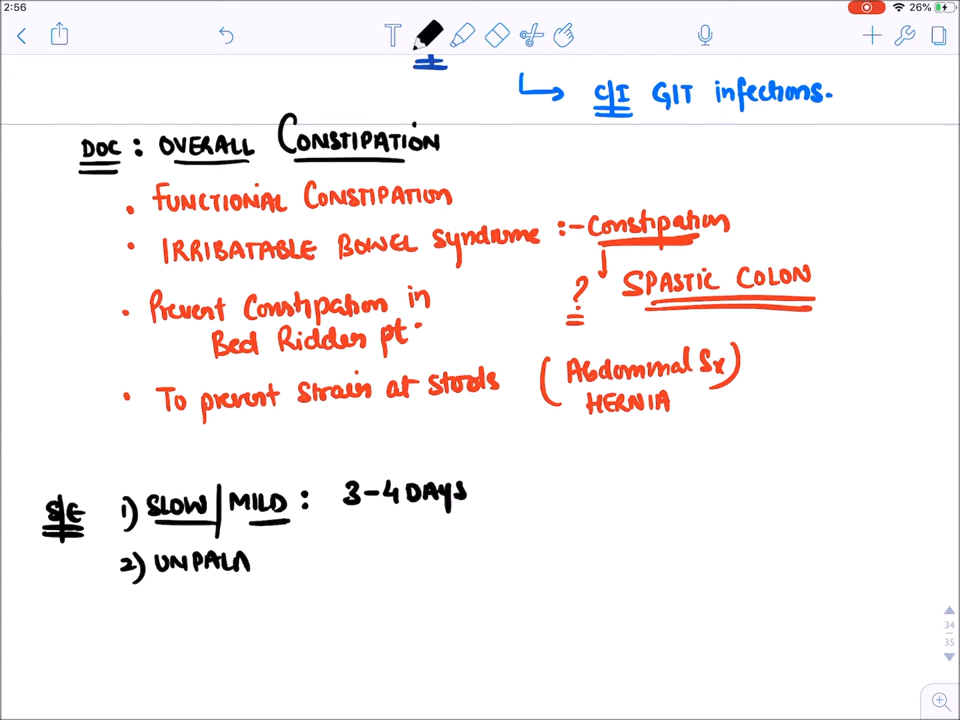 2:56
26%
T
C/I GIT infections.
DOC : OVERALL CONSTIPATION
• FUNCTIONAL CONSTIPATION
• IRRIBATABLE BOWEL Syndrome :- Constipation
? SPASTIC COLON
• Prevent Constipation in
Bed Ridden pt.
• To prevent Strain at Stools (Abdominal Sx)
HERNIA
S/E 1) SLOW/MILD : 3-4 DAYS
2) UNPALA
34
35